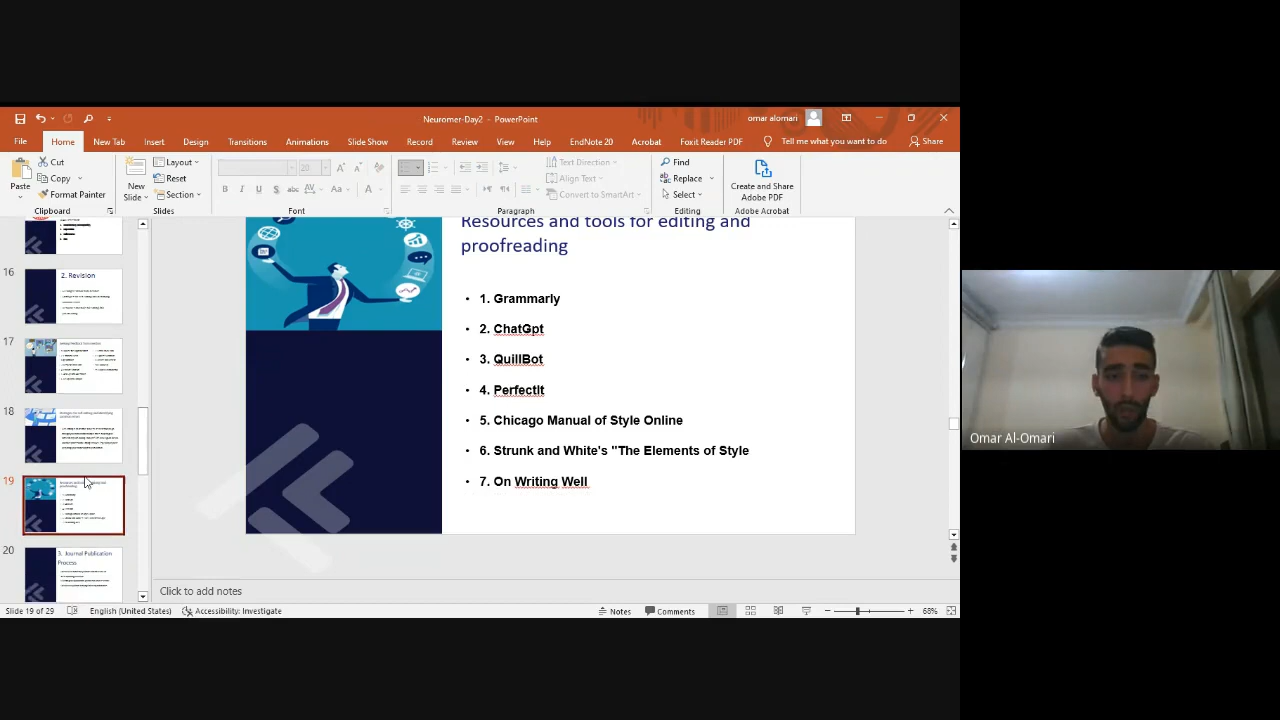 Neuromer-Day2 - PowerPoint
omar alomari
File Home New Tab Insert Design Transitions Animations Slide Show Record Review View Help EndNote 20 Acrobat Foxit Reader PDF Tell me what you want to do Share
Paste
Cut
Copy
Format Painter
Clipboard
New Slide
Layout
Reset
Section
Slides
Font
Text Direction
Align Text
Convert to SmartArt
Paragraph
Find
Replace
Select
Editing
Create and Share Adobe PDF
Adobe Acrobat
16
2. Revision
17
18
19
20
3. Journal Publication
Process
Resources and tools for editing and
proofreading
• 1. Grammarly
• 2. ChatGpt
• 3. QuillBot
• 4. PerfectIt
• 5. Chicago Manual of Style Online
• 6. Strunk and White's "The Elements of Style
• 7. On Writing Well
Click to add notes
Slide 19 of 29 English (United States) Accessibility: Investigate Notes Comments 68%
Omar Al-Omari